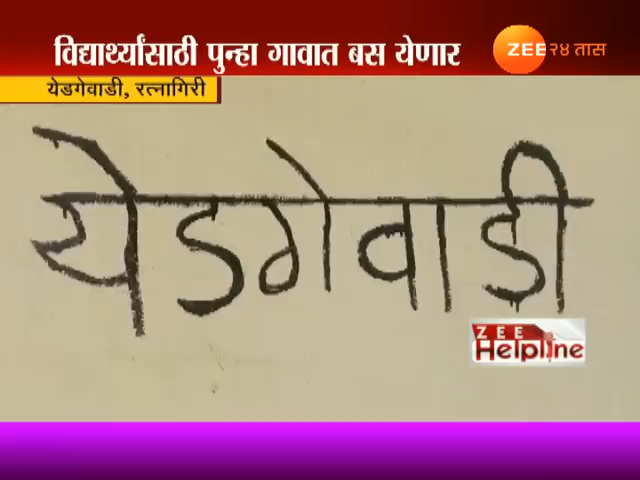 विद्यार्थ्यांसाठी पुन्हा गावात बस येणार
ZEE २४ तास
येडगेवाडी, रत्नागिरी
येडगेवाडी
ZEE
Helpline